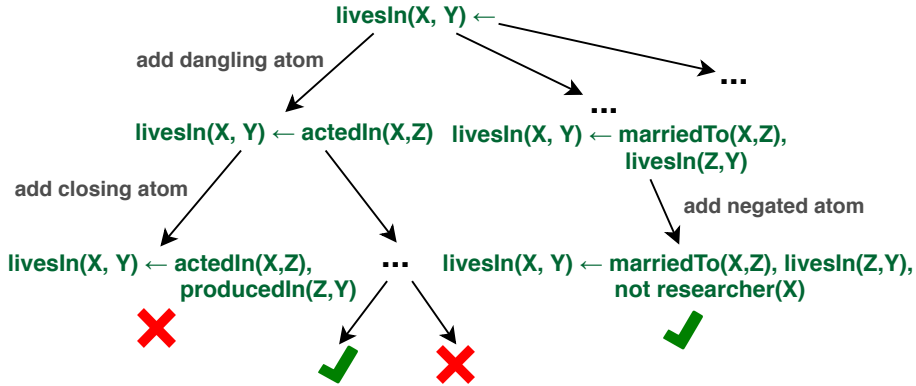 livesIn(X, Y) ←
add dangling atom
...
...
livesIn(X, Y) ← actedIn(X,Z)
livesIn(X, Y) ← marriedTo(X,Z),
livesIn(Z,Y)
add closing atom
add negated atom
livesIn(X, Y) ← actedIn(X,Z),
producedIn(Z,Y)
...
livesIn(X, Y) ← marriedTo(X,Z), livesIn(Z,Y),
not researcher(X)